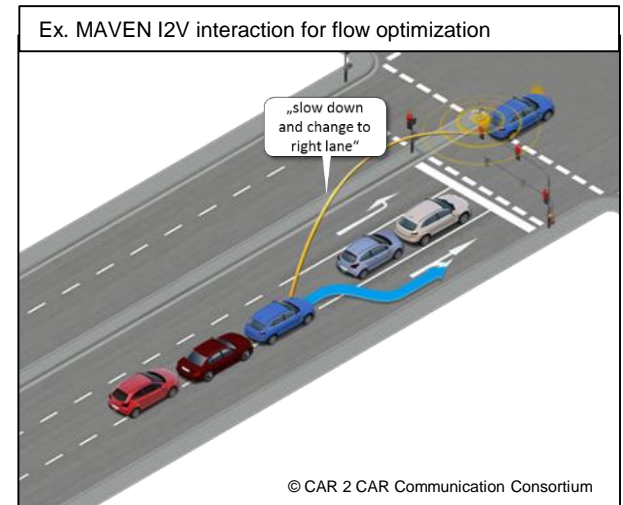 Ex. MAVEN I2V interaction for flow optimization
„slow down
and change to
right lane“
© CAR 2 CAR Communication Consortium